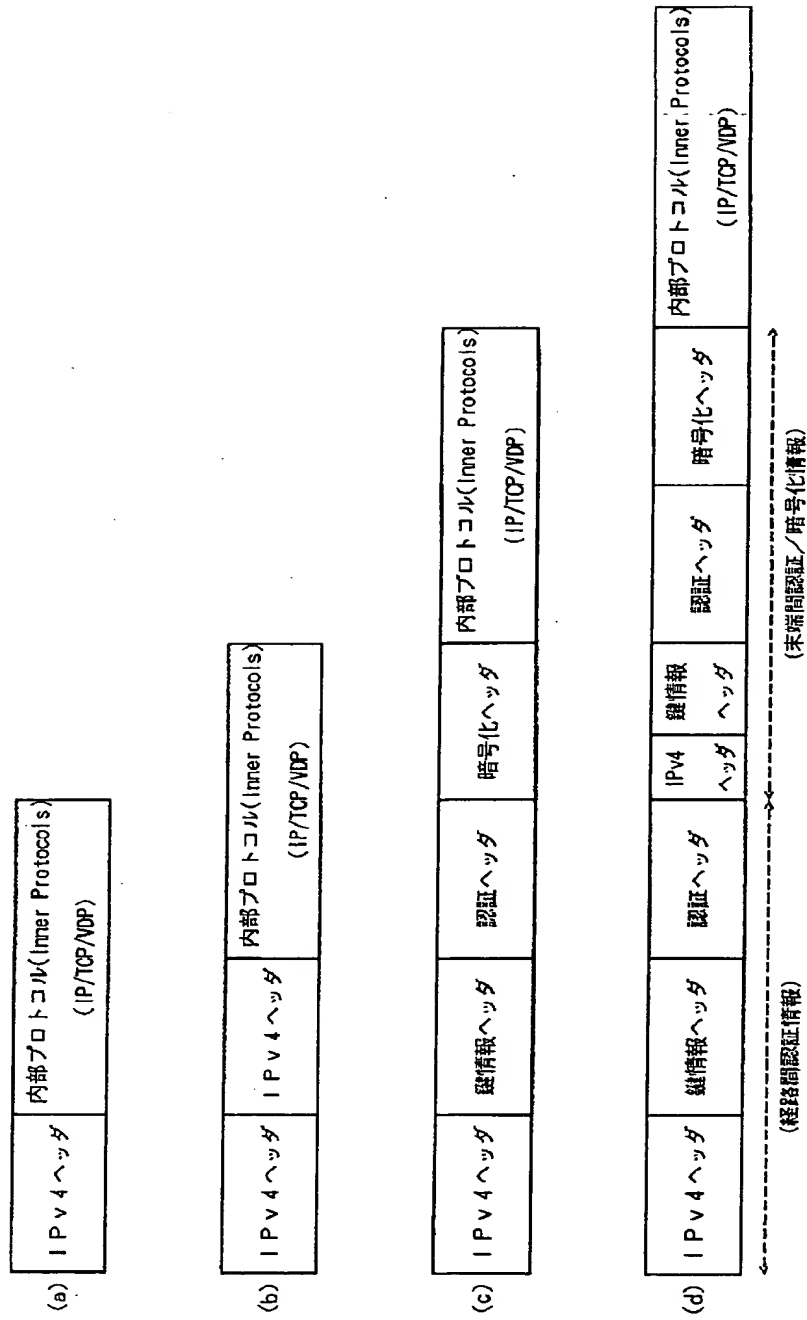 (a)
IPv4ヘッダ
内部プロトコル(Inner Protocols)
(IP/TCP/VDP)
(b)
IPv4ヘッダ
IPv4ヘッダ
内部プロトコル(Inner Protocols)
(IP/TCP/VDP)
(c)
IPv4ヘッダ
鍵情報ヘッダ
認証ヘッダ
暗号化ヘッダ
内部プロトコル(Inner Protocols)
(IP/TCP/VDP)
(d)
IPv4ヘッダ
鍵情報ヘッダ
認証ヘッダ
IPv4
ヘッダ
鍵情報
ヘッダ
認証ヘッダ
暗号化ヘッダ
内部プロトコル(Inner Protocols)
(IP/TCP/VDP)
(経路間認証情報)
(末端間認証/暗号化情報)